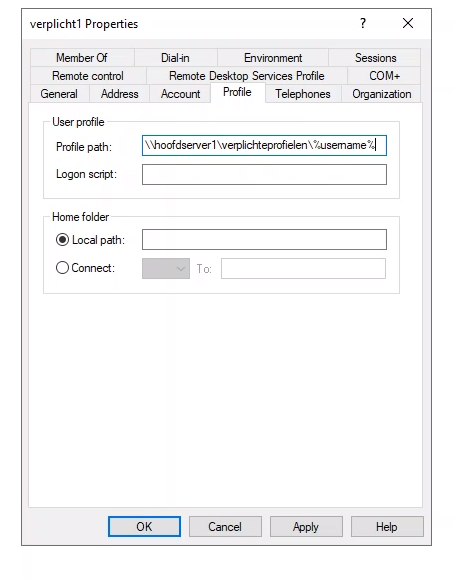 verplicht1 Properties ? ×
Member Of Dial-in Environment Sessions
Remote control Remote Desktop Services Profile COM+
General Address Account Profile Telephones Organization
User profile
Profile path: \\hoofdserver1\verplichteprofielen\%username%
Logon script:
Home folder
Local path:
Connect: To:
OK Cancel Apply Help